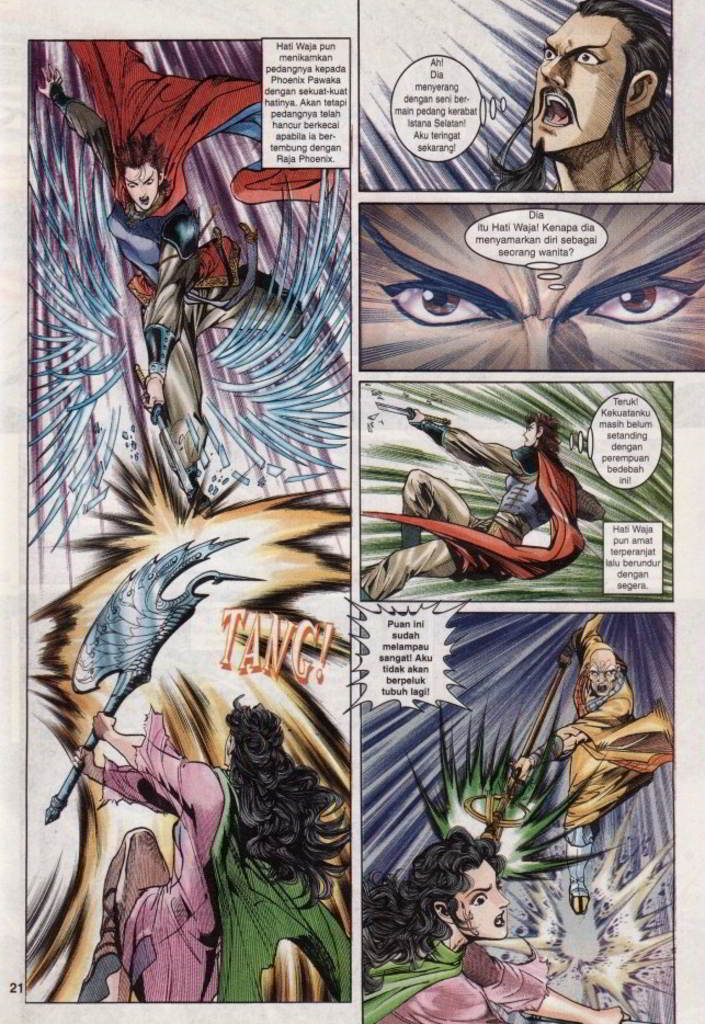 Hati Waja pun
menikamkan
pedangnya kepada
Phoenix Pawaka
dengan sekuat-kuat
hatinya. Akan tetapi
pedangnya telah
hancur berkecai
apabila ia ber-
tembung dengan
Raja Phoenix.
TANG!
Ah!
Dia
menyerang
dengan seni ber-
main pedang kerabat
Istana Selatan!
Aku teringat
sekarang!
Dia
itu Hati Waja! Kenapa dia
menyamarkan diri sebagai
seorang wanita?
Teruk!
Kekuatanku
masih belum
setanding
dengan
perempuan
bedebah
ini!
Hati Waja
pun amat
terperanjat
lalu berundur
dengan
segera.
Puan ini
sudah
melampau
sangat! Aku
tidak akan
berpeluk
tubuh lagi!
21